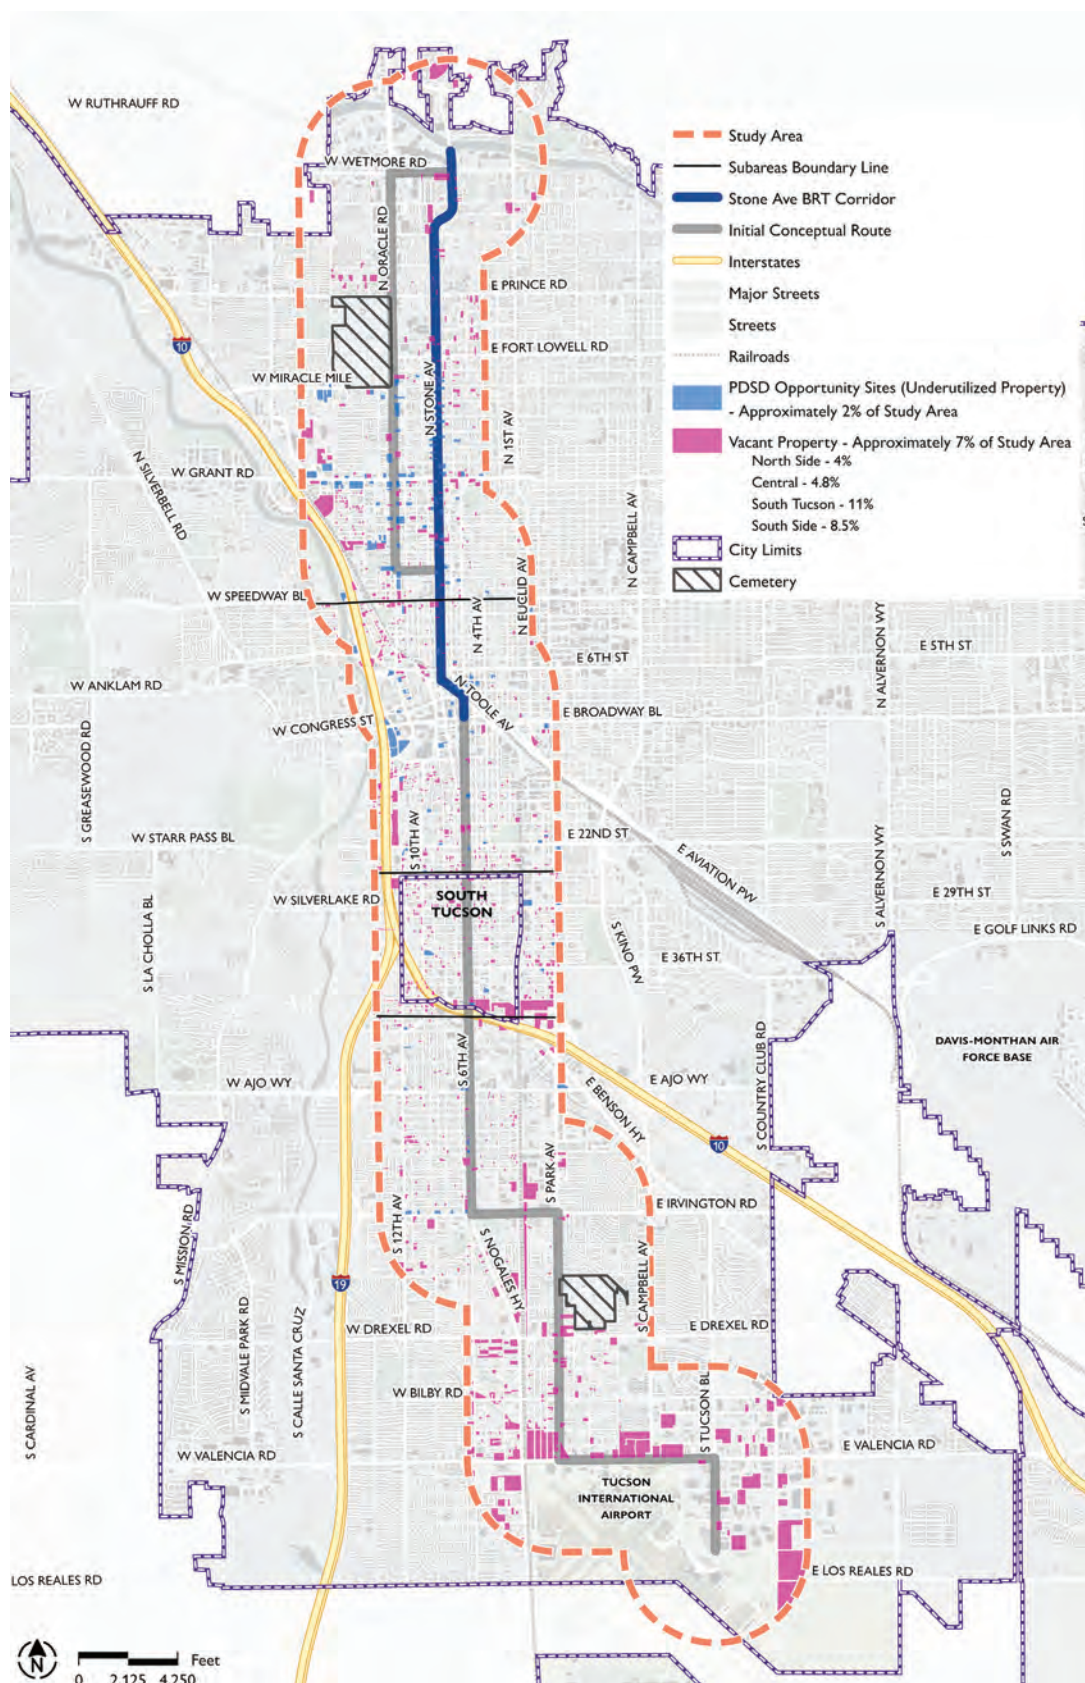 W RUTHRAUFF RD
W WETMORE RD
N ORACLE RD
E PRINCE RD
E FORT LOWELL RD
W MIRACLE MILE
N STONE AV
N 1ST AV
W GRANT RD
N SILVERBELL RD
N CAMPBELL AV
N EUCLID AV
W SPEEDWAY BL
N 4TH AV
N ALVERNON WY
E 6TH ST
E 5TH ST
W ANKLAM RD
N TOOLE AV
W CONGRESS ST
E BROADWAY BL
S GREASEWOOD RD
S SWAN RD
W STARR PASS BL
S 10TH AV
E 22ND ST
E AVIATION PW
S ALVERNON WY
E 29TH ST
W SILVERLAKE RD
SOUTH
TUCSON
S LA CHOLLA BL
S KINO PW
E 36TH ST
E GOLF LINKS RD
DAVIS-MONTHAN AIR
FORCE BASE
S COUNTRY CLUB RD
S 6TH AV
W AJO WY
E AJO WY
E BENSON HY
S PARK AV
S 12TH AV
E IRVINGTON RD
S MISSION RD
S NOGALES HY
S CAMPBELL AV
S MIDVALE PARK RD
S CALLE SANTA CRUZ
W DREXEL RD
E DREXEL RD
S CARDINAL AV
W BILBY RD
S TUCSON BL
W VALENCIA RD
E VALENCIA RD
TUCSON
INTERNATIONAL
AIRPORT
LOS REALES RD
E LOS REALES RD
10
10
19
Study Area
Subareas Boundary Line
Stone Ave BRT Corridor
Initial Conceptual Route
Interstates
Major Streets
Streets
Railroads
PDSD Opportunity Sites (Underutilized Property)
- Approximately 2% of Study Area
Vacant Property - Approximately 7% of Study Area
North Side - 4%
Central - 4.8%
South Tucson - 11%
South Side - 8.5%
City Limits
Cemetery
N
Feet
0 2,125 4,250